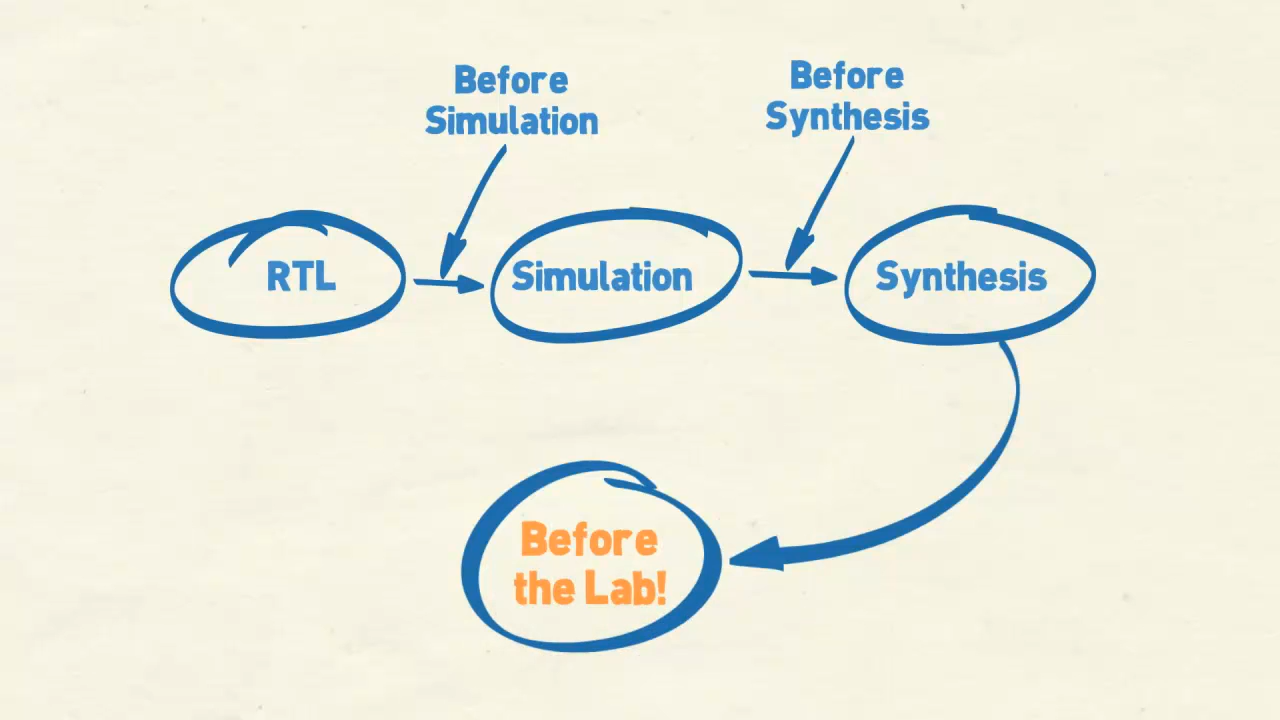 Before
Simulation
Before
Synthesis
RTL
Simulation
Synthesis
Before
the Lab!